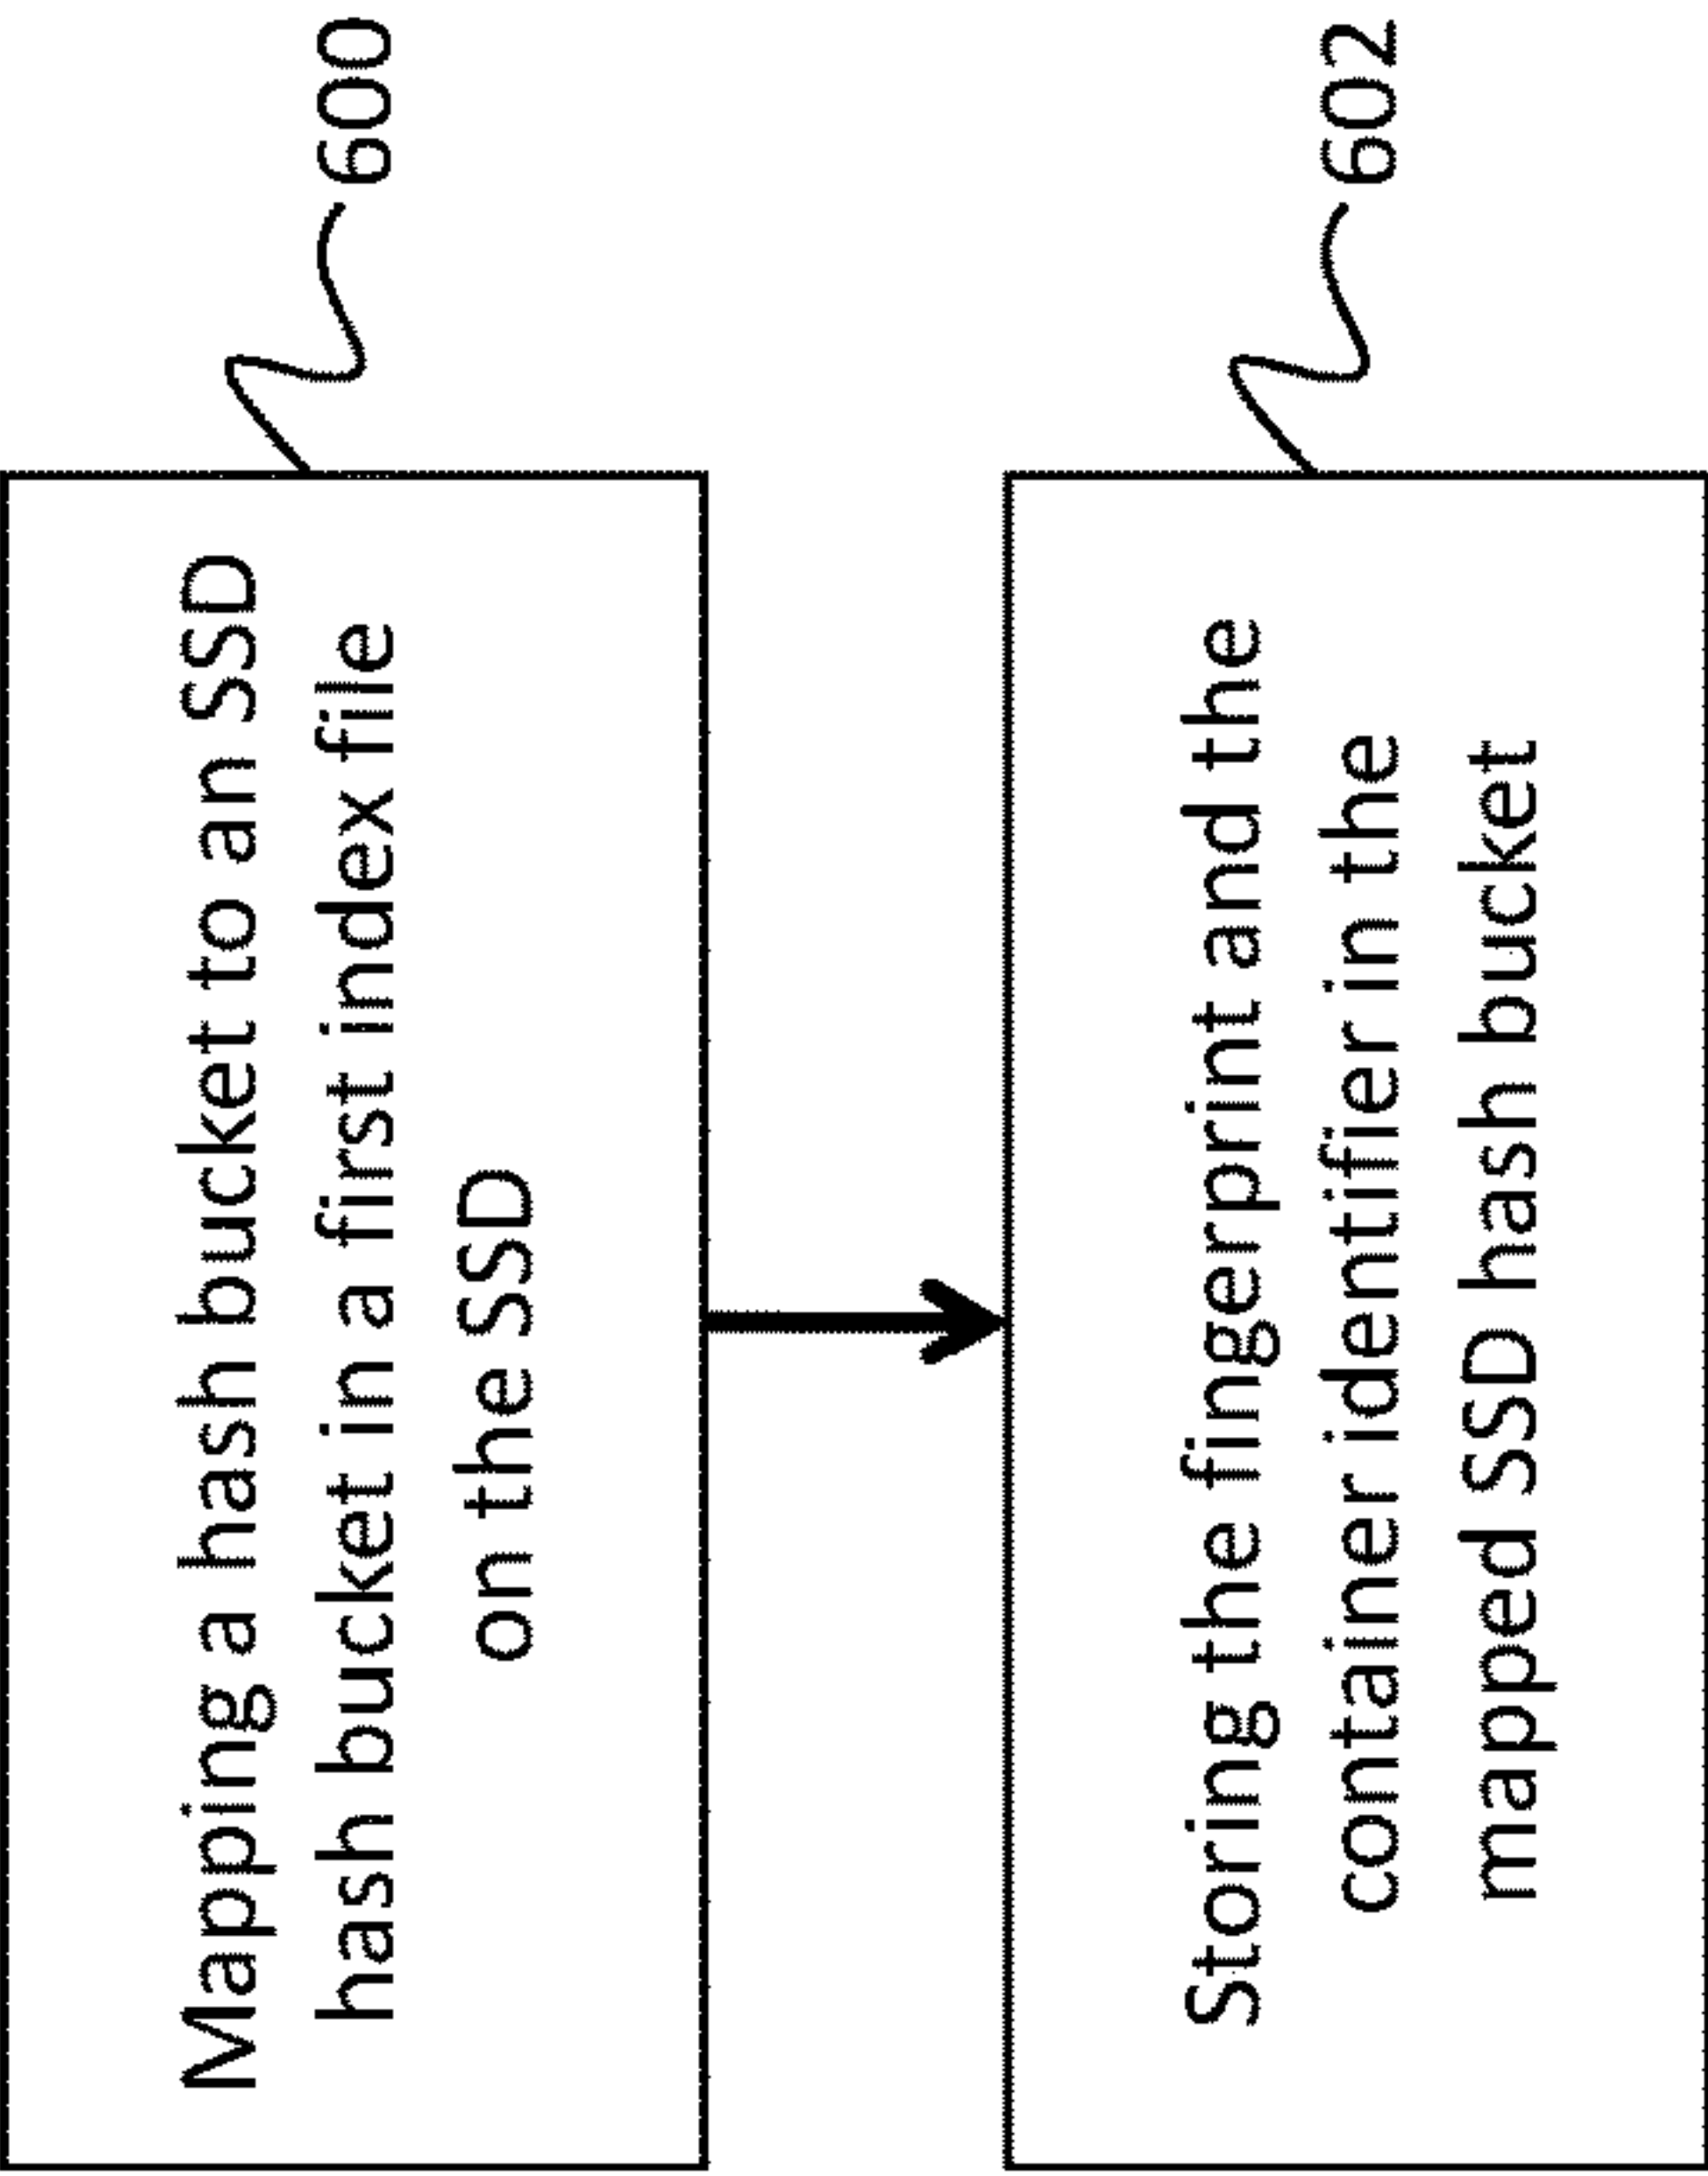 Mapping a hash bucket to an SSD
hash bucket in a first index file
on the SSD
600
Storing the fingerprint and the
container identifier in the
mapped SSD hash bucket
602